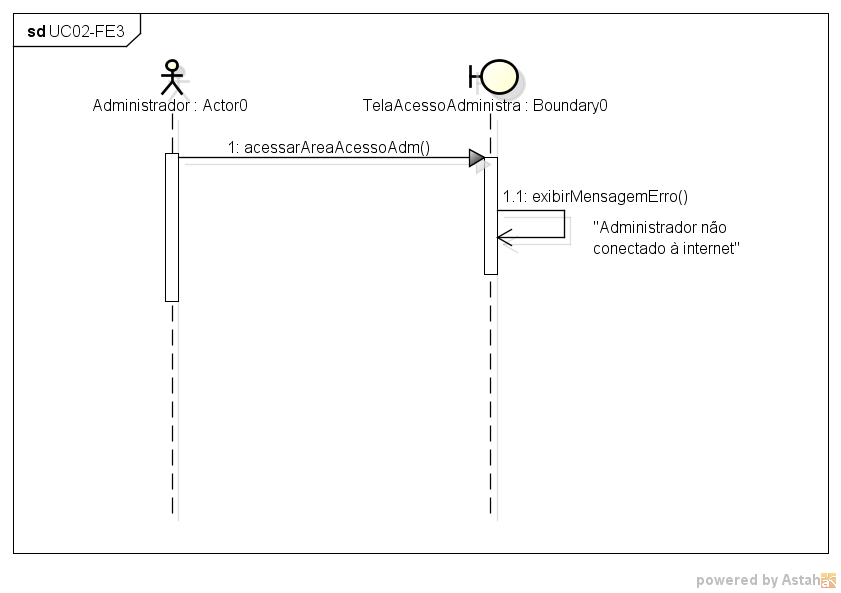 sd UC02-FE3
Administrador : Actor0
TelaAcessoAdministra : Boundary0
1: acessarAreaAcessoAdm()
1.1: exibirMensagemErro()
"Administrador não
conectado à internet"
powered by Astah